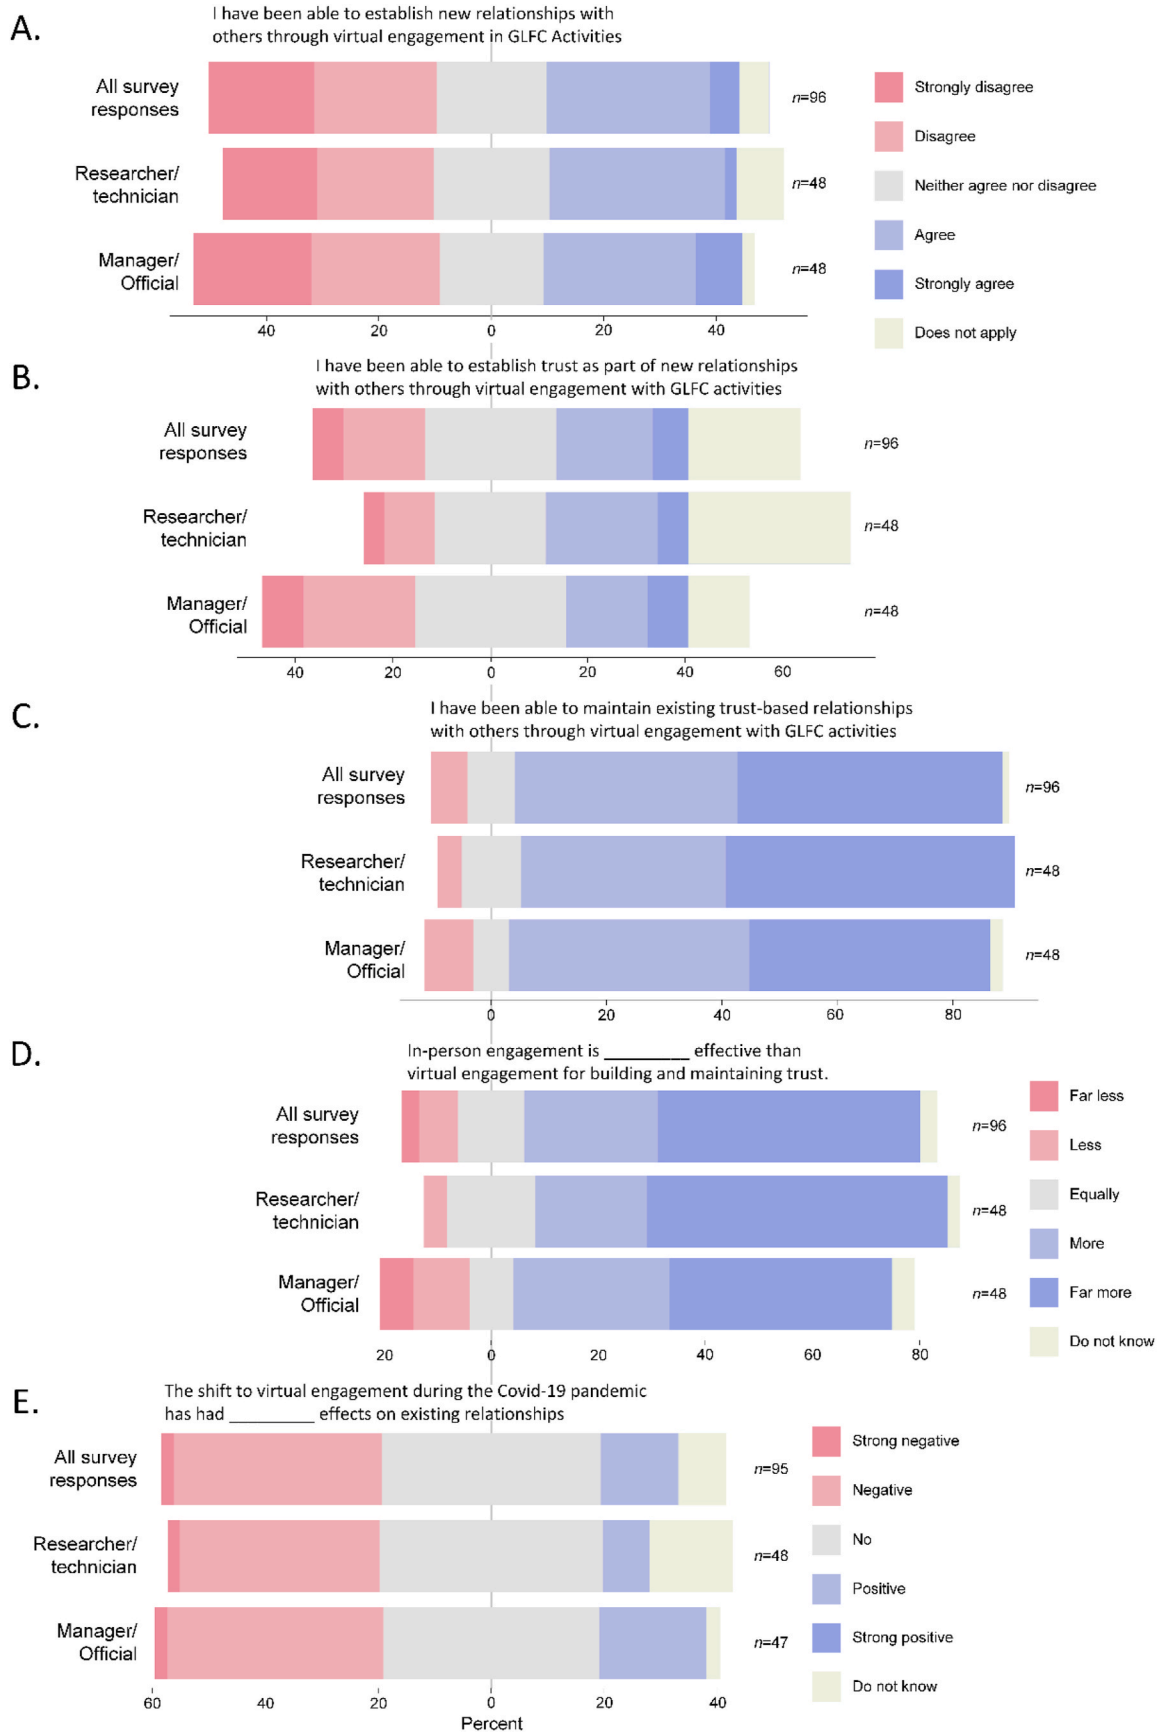 A.
I have been able to establish new relationships with
others through virtual engagement in GLFC Activities
All survey
responses
n=96
Researcher/
technician
n=48
Manager/
Official
n=48
40 20 0 20 40
Strongly disagree
Disagree
Neither agree nor disagree
Agree
Strongly agree
Does not apply
B.
I have been able to establish trust as part of new relationships
with others through virtual engagement with GLFC activities
All survey
responses
n=96
Researcher/
technician
n=48
Manager/
Official
n=48
40 20 0 20 40 60
C.
I have been able to maintain existing trust-based relationships
with others through virtual engagement with GLFC activities
All survey
responses
n=96
Researcher/
technician
n=48
Manager/
Official
n=48
0 20 40 60 80
D.
In-person engagement is __________ effective than
virtual engagement for building and maintaining trust.
All survey
responses
n=96
Researcher/
technician
n=48
Manager/
Official
n=48
20 0 20 40 60 80
Far less
Less
Equally
More
Far more
Do not know
E.
The shift to virtual engagement during the Covid-19 pandemic
has had __________ effects on existing relationships
All survey
responses
n=95
Researcher/
technician
n=48
Manager/
Official
n=47
60 40 20 0 20 40
Percent
Strong negative
Negative
No
Positive
Strong positive
Do not know